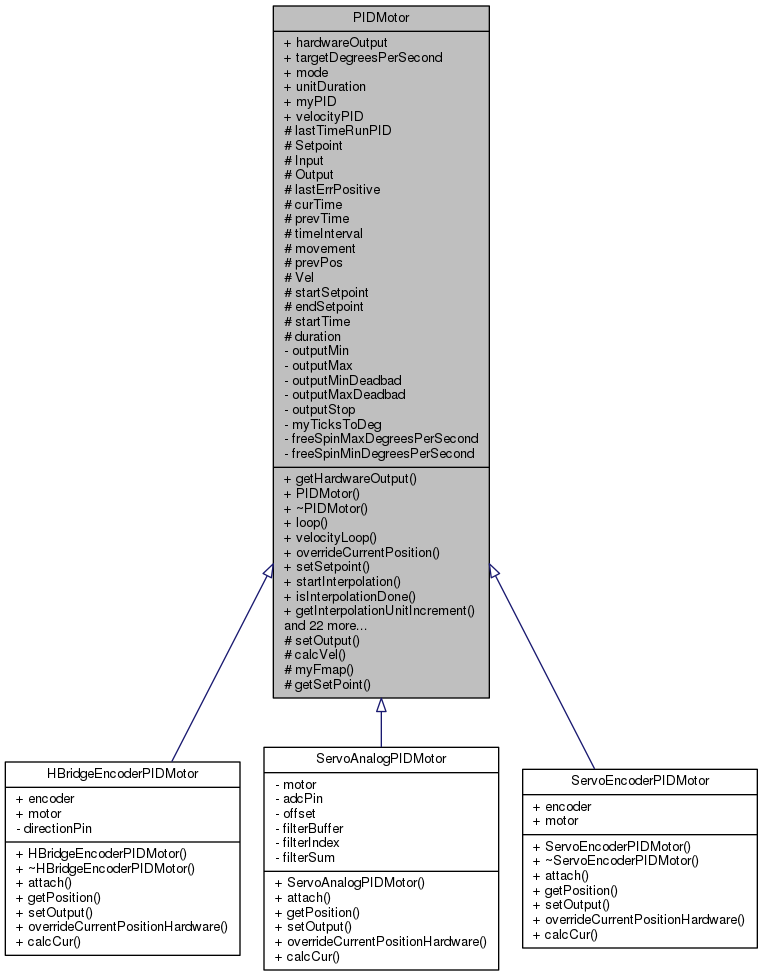 PIDMotor
+ hardwareOutput
+ targetDegreesPerSecond
+ mode
+ unitDuration
+ myPID
+ velocityPID
# lastTimeRunPID
# Setpoint
# Input
# Output
# lastErrPositive
# curTime
# prevTime
# timeInterval
# movement
# prevPos
# Vel
# startSetpoint
# endSetpoint
# startTime
# duration
- outputMin
- outputMax
- outputMinDeadbad
- outputMaxDeadbad
- outputStop
- myTicksToDeg
- freeSpinMaxDegreesPerSecond
- freeSpinMinDegreesPerSecond
+ getHardwareOutput()
+ PIDMotor()
+ ~PIDMotor()
+ loop()
+ velocityLoop()
+ overrideCurrentPosition()
+ setSetpoint()
+ startInterpolation()
+ isInterpolationDone()
+ getInterpolationUnitIncrement()
and 22 more...
# setOutput()
# calcVel()
# myFmap()
# getSetPoint()
HBridgeEncoderPIDMotor
+ encoder
+ motor
- directionPin
+ HBridgeEncoderPIDMotor()
+ ~HBridgeEncoderPIDMotor()
+ attach()
+ getPosition()
+ setOutput()
+ overrideCurrentPositionHardware()
+ calcCur()
ServoAnalogPIDMotor
- motor
- adcPin
- offset
- filterBuffer
- filterIndex
- filterSum
+ ServoAnalogPIDMotor()
+ attach()
+ getPosition()
+ setOutput()
+ overrideCurrentPositionHardware()
+ calcCur()
ServoEncoderPIDMotor
+ encoder
+ motor
+ ServoEncoderPIDMotor()
+ ~ServoEncoderPIDMotor()
+ attach()
+ getPosition()
+ setOutput()
+ overrideCurrentPositionHardware()
+ calcCur()